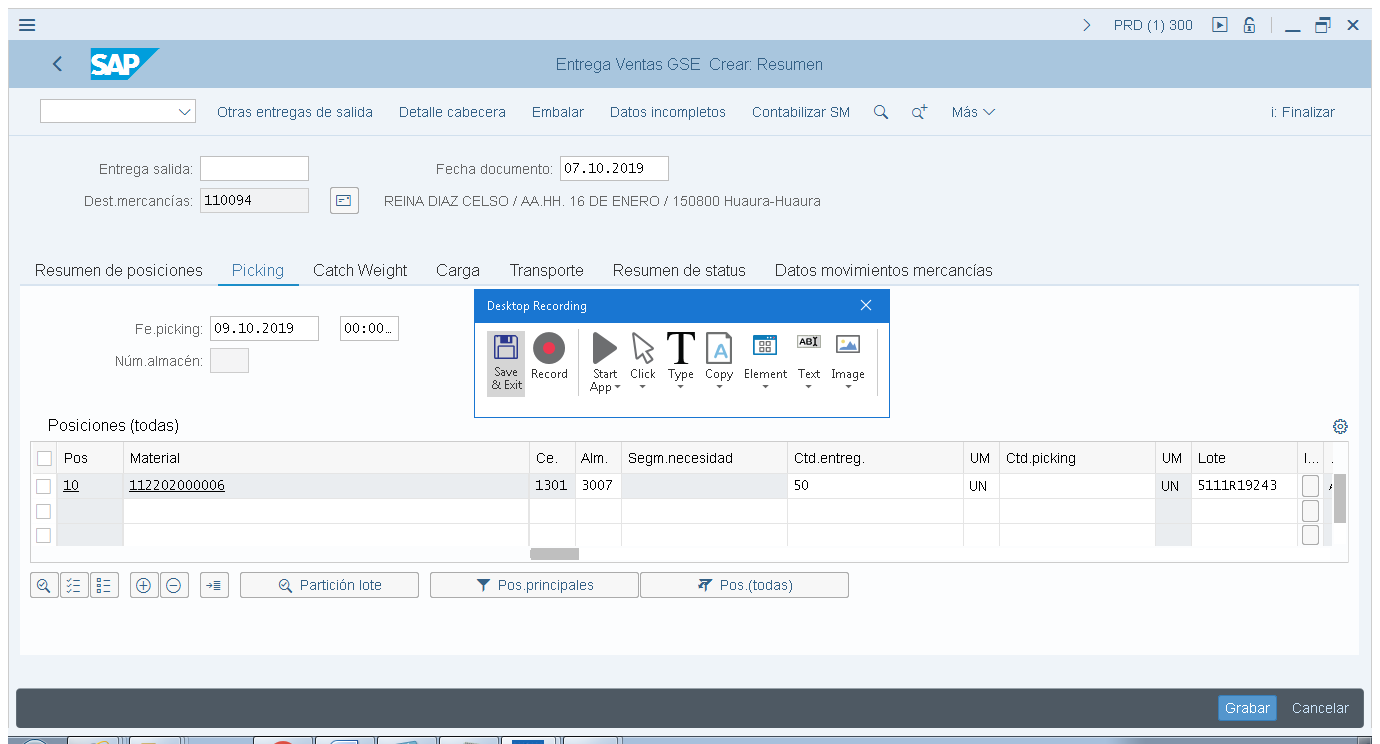 PRD (1) 300
SAP
Entrega Ventas GSE Crear: Resumen
Otras entregas de salida Detalle cabecera Embalar Datos incompletos Contabilizar SM Más i: Finalizar
Entrega salida: Fecha documento: 07.10.2019
Dest.mercancías: 110094 REINA DIAZ CELSO / AA.HH. 16 DE ENERO / 150800 Huaura-Huaura
Resumen de posiciones Picking Catch Weight Carga Transporte Resumen de status Datos movimientos mercancías
Desktop Recording
Fe.picking: 09.10.2019 00:00…
Núm.almacén:
Save & Exit
Record
Start App
Click
Type
Copy
Element
ABI
Text
Image
Posiciones (todas)
Pos Material Ce. Alm. Segm.necesidad Ctd.entreg. UM Ctd.picking UM Lote I...
10 112202000006 1301 3007 50 UN UN 5111R19243
Partición lote Pos.principales Pos.(todas)
Grabar Cancelar